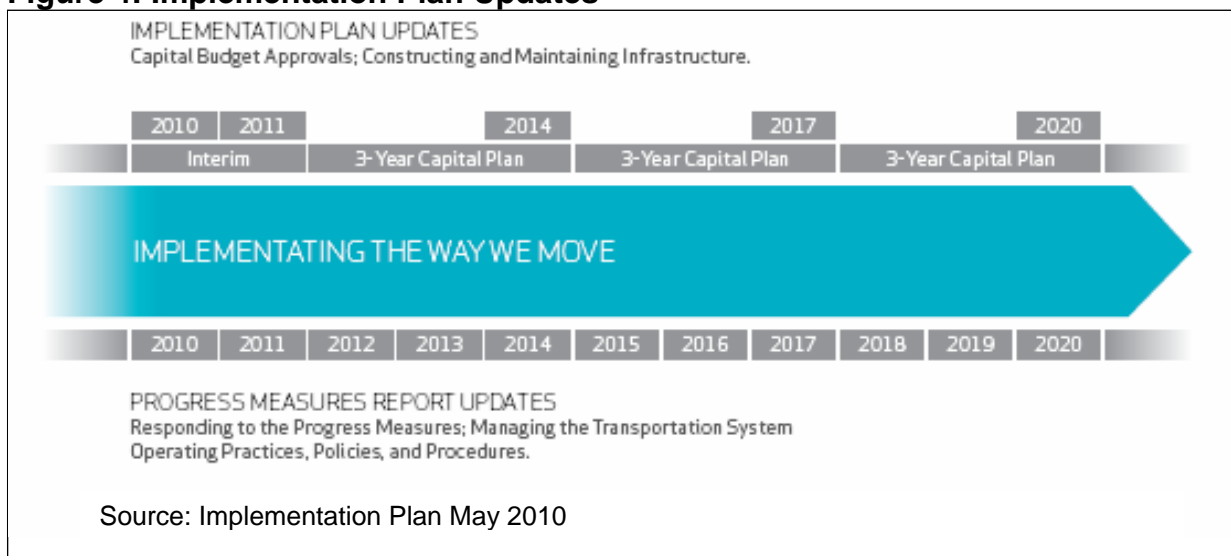 Figure 4: Implementation Plan Updates
IMPLEMENTATION PLAN UPDATES
Capital Budget Approvals; Constructing and Maintaining Infrastructure.
2010 2011 2014 2017 2020
Interim 3-Year Capital Plan 3-Year Capital Plan 3-Year Capital Plan
IMPLEMENTATING THE WAY WE MOVE
2010 2011 2012 2013 2014 2015 2016 2017 2018 2019 2020
PROGRESS MEASURES REPORT UPDATES
Responding to the Progress Measures; Managing the Transportation System
Operating Practices, Policies, and Procedures.
Source: Implementation Plan May 2010